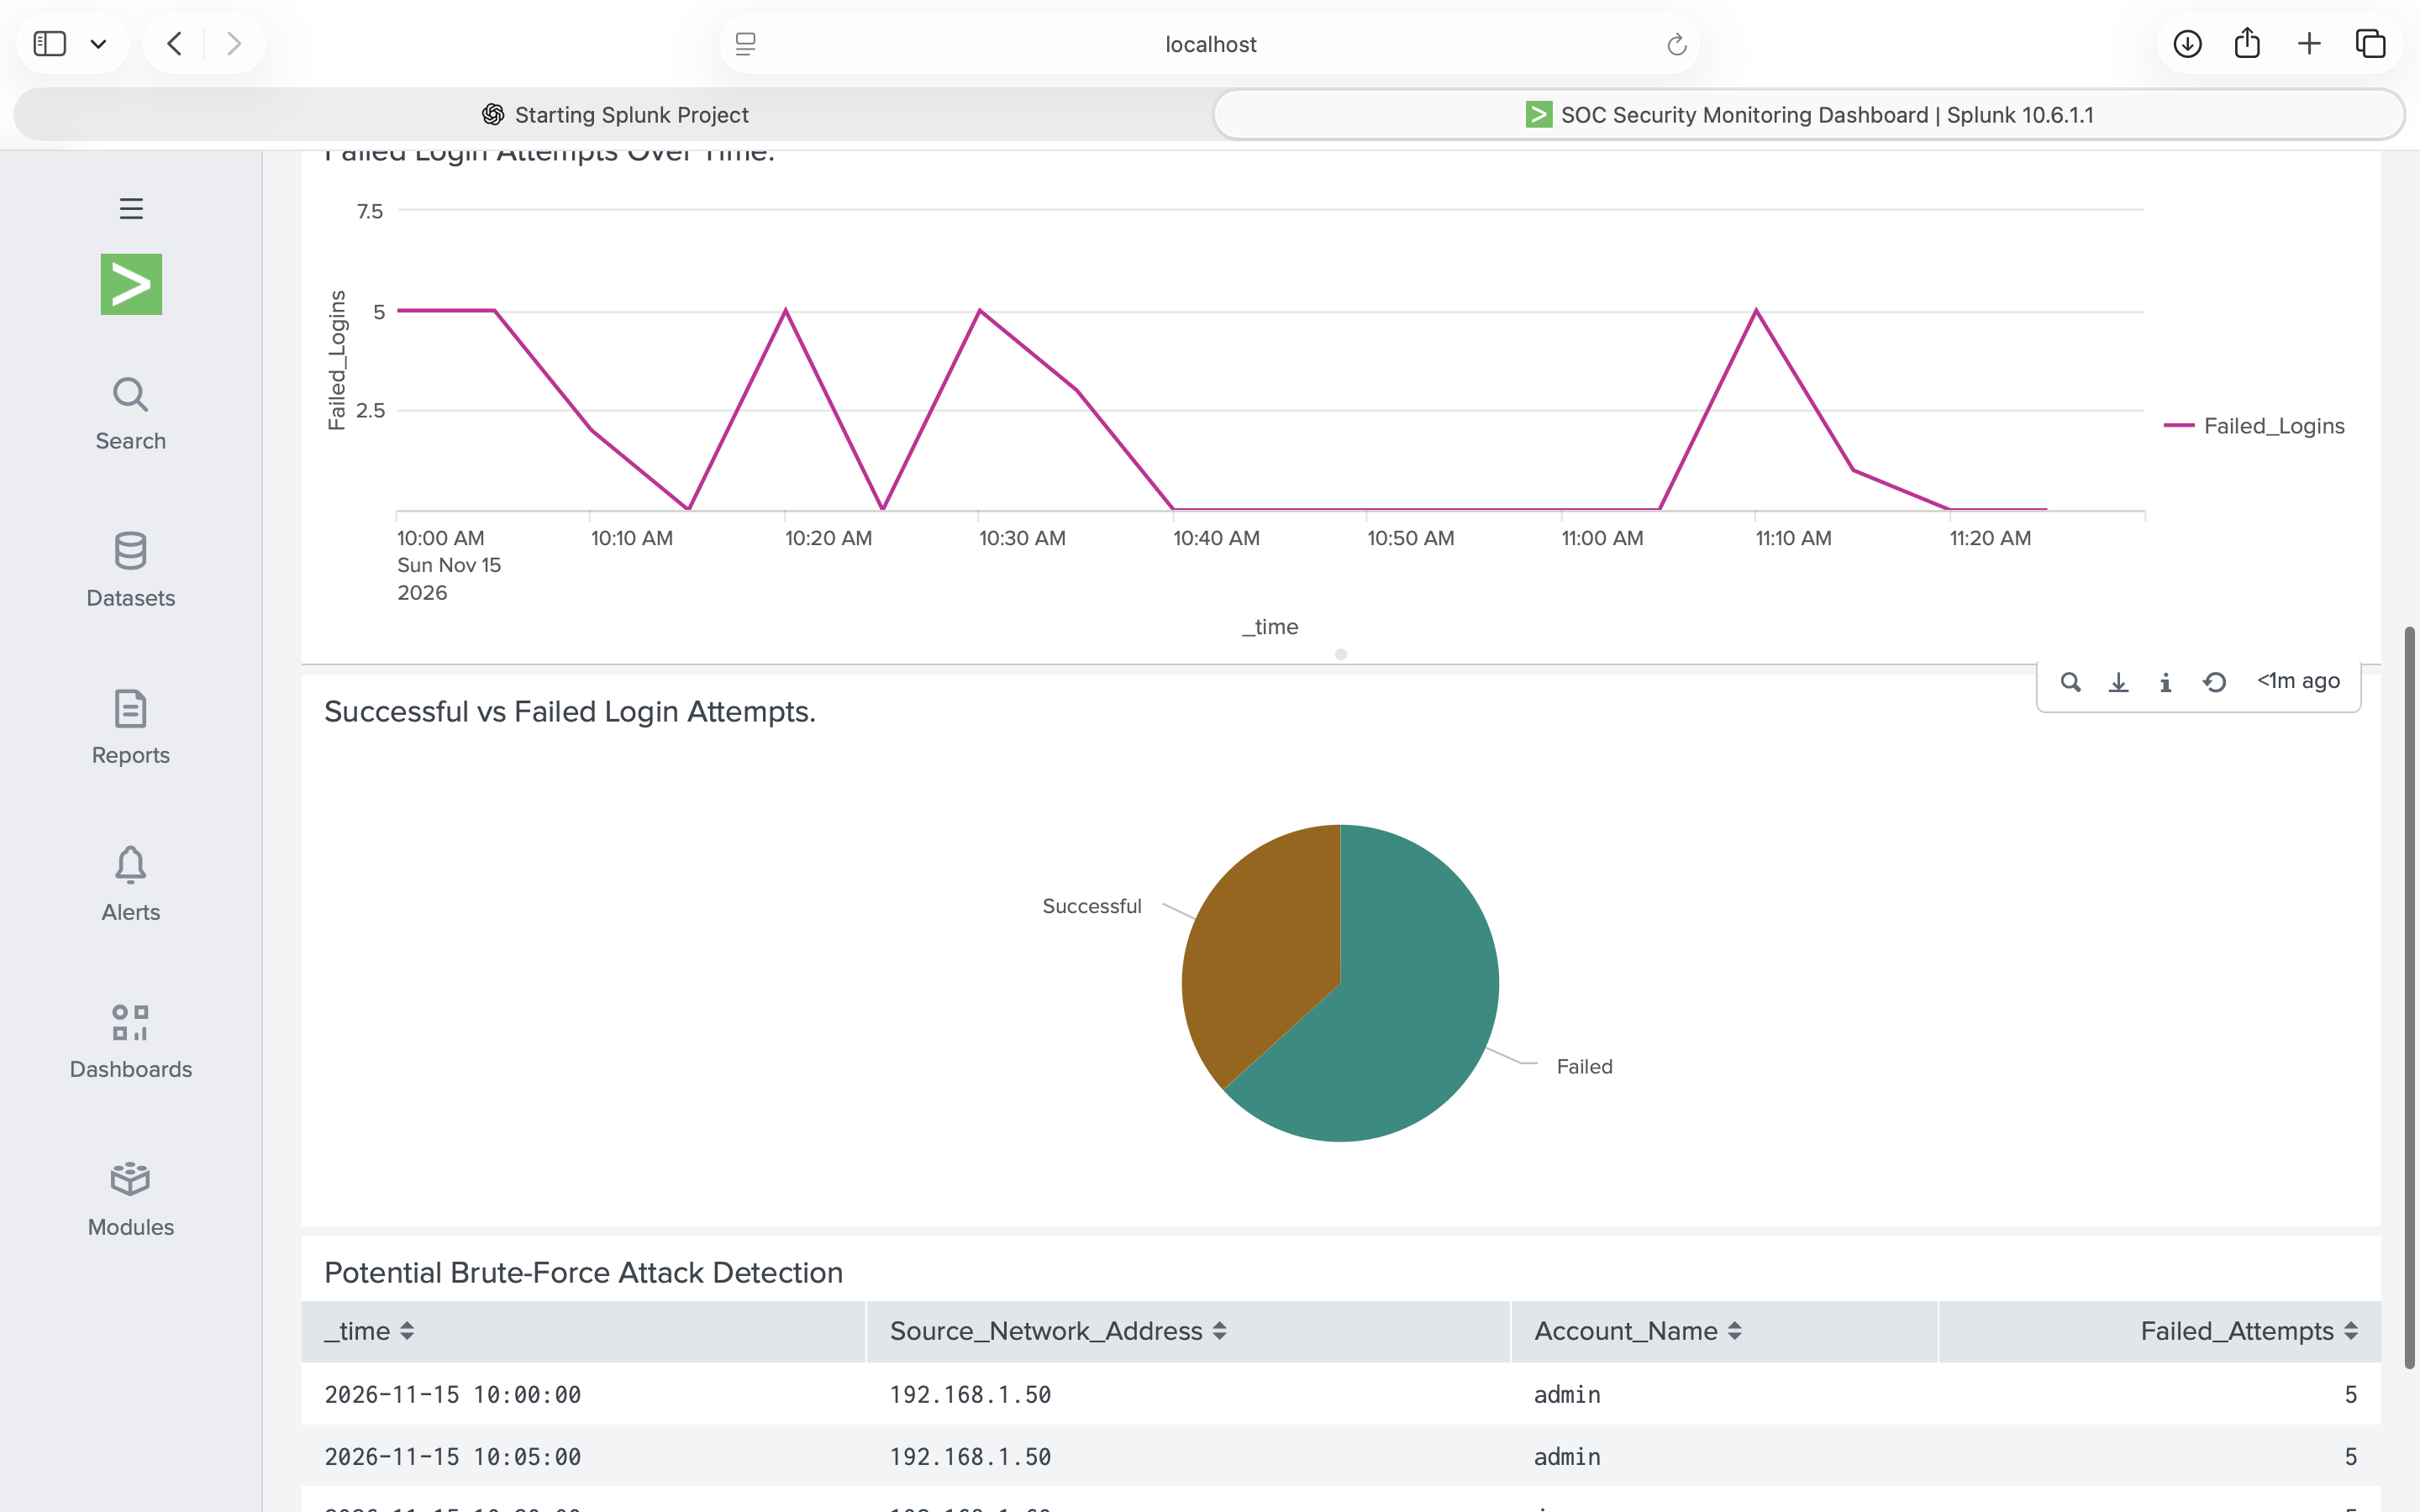 localhost
Starting Splunk Project
SOC Security Monitoring Dashboard | Splunk 10.6.1.1
Failed Login Attempts Over Time.
7.5
5
2.5
Failed_Logins
Failed_Logins
10:00 AM 10:10 AM 10:20 AM 10:30 AM 10:40 AM 10:50 AM 11:00 AM 11:10 AM 11:20 AM
Sun Nov 15
2026
_time
Search
Datasets
Reports
Alerts
Dashboards
Modules
<1m ago
Successful vs Failed Login Attempts.
Successful
Failed
Potential Brute-Force Attack Detection
_time Source_Network_Address Account_Name Failed_Attempts
2026-11-15 10:00:00 192.168.1.50 admin 5
2026-11-15 10:05:00 192.168.1.50 admin 5